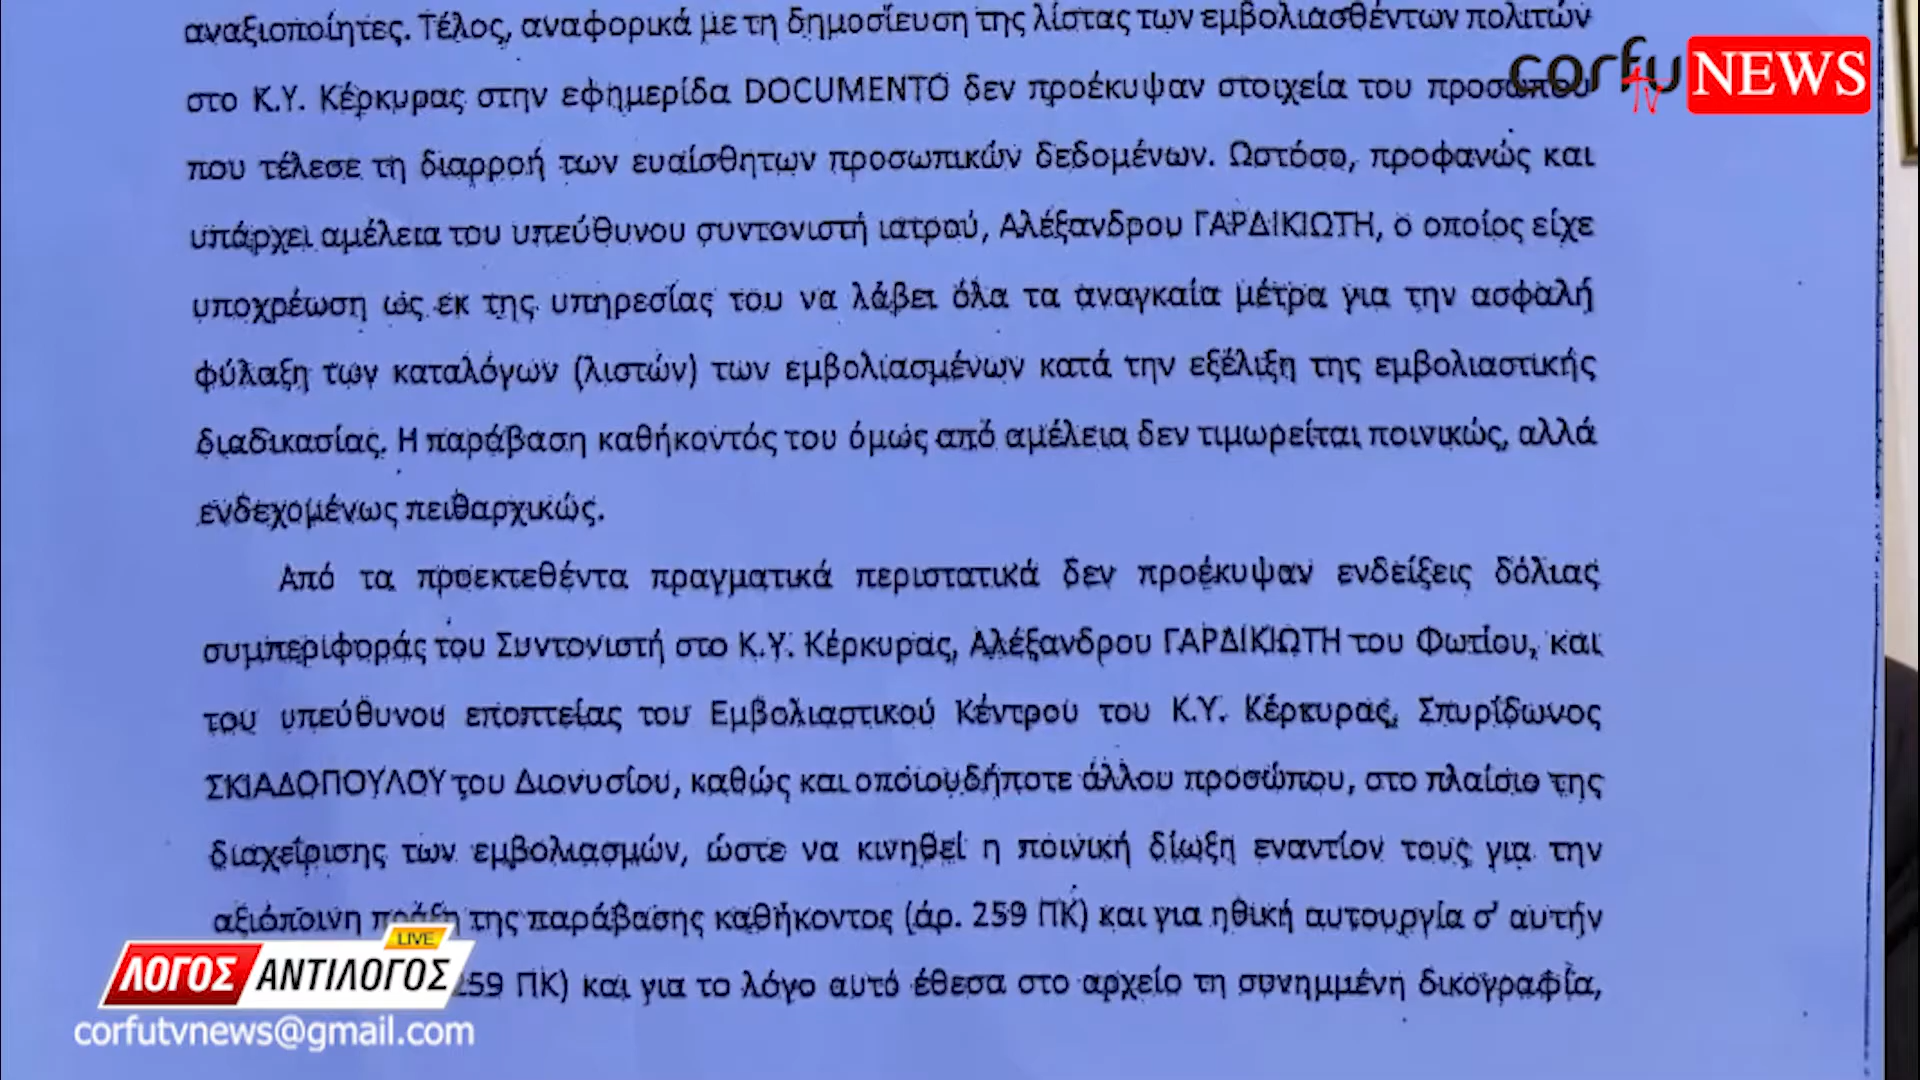 αναξιοποίητες. Τέλος, αναφορικά με τη δημοσίευση της λίστας των εμβολιασθέντων πολιτών
στο Κ.Υ. Κέρκυρας στην εφημερίδα DOCUMENTO δεν προέκυψαν στοιχεία του προσώπου
που τέλεσε τη διαρροή των ευαίσθητων προσωπικών δεδομένων. Ωστόσο, προφανώς και
υπάρχει αμέλεια του υπεύθυνου συντονιστή ιατρού, Αλέξανδρου ΓΑΡΔΙΚΙΩΤΗ, ο οποίος είχε
υποχρέωση ως εκ της υπηρεσίας του να λάβει όλα τα αναγκαία μέτρα για την ασφαλή
φύλαξη των καταλόγων (λιστών) των εμβολιασμένων κατά την εξέλιξη της εμβολιαστικής
διαδικασίας. Η παράβαση καθήκοντός του όμως από αμέλεια δεν τιμωρείται ποινικώς, αλλά
ενδεχομένως πειθαρχικώς.
Από τα προεκτεθέντα πραγματικά περιστατικά δεν προέκυψαν ενδείξεις δόλιας
συμπεριφοράς του Συντονιστή στο Κ.Υ. Κέρκυρας, Αλέξανδρου ΓΑΡΔΙΚΙΩΤΗ του Φωτίου, και
του υπεύθυνου εποπτείας του Εμβολιαστικού Κέντρου του Κ.Υ. Κέρκυρας, Σπυρίδωνος
ΣΚΙΑΔΟΠΟΥΛΟΥ του Διονυσίου, καθώς και οποιουδήποτε άλλου προσώπου, στο πλαίσιο της
διαχείρισης των εμβολιασμών, ώστε να κινηθεί η ποινική δίωξη εναντίον τους για την
αξιόποινη πράξη της παράβασης καθήκοντος (άρ. 259 ΠΚ) και για ηθική αυτουργία σ' αυτήν
259 ΠΚ) και για το λόγο αυτό έθεσα στο αρχείο τη συνημμένη δικογραφία,
corfu tv NEWS
LIVE
ΛΟΓΟΣ ΑΝΤΙΛΟΓΟΣ
corfutvnews@gmail.com